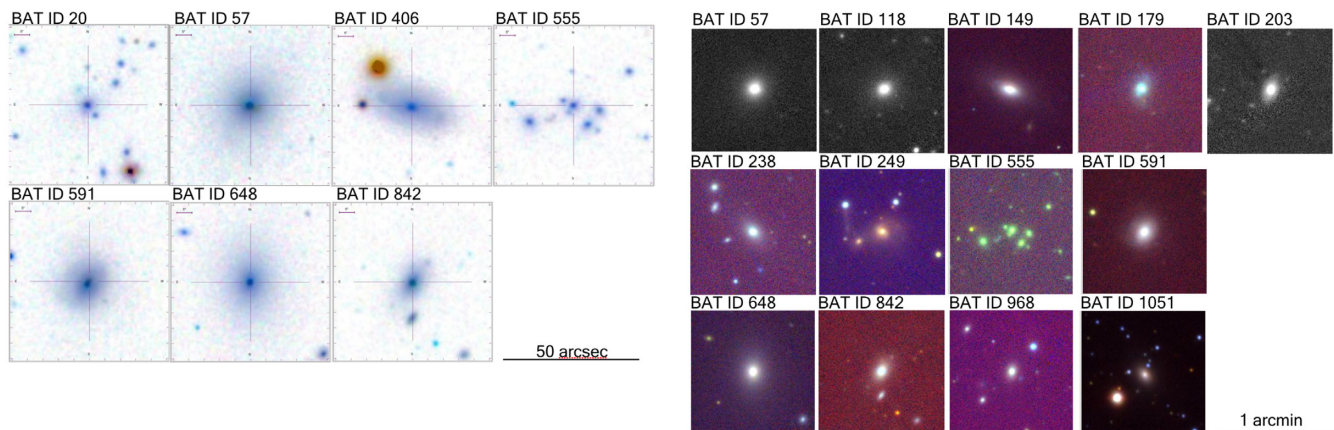 BAT ID 20 BAT ID 57 BAT ID 406 BAT ID 555
BAT ID 591 BAT ID 648 BAT ID 842
50 arcsec
BAT ID 57 BAT ID 118 BAT ID 149 BAT ID 179 BAT ID 203
BAT ID 238 BAT ID 249 BAT ID 555 BAT ID 591
BAT ID 648 BAT ID 842 BAT ID 968 BAT ID 1051
1 arcmin